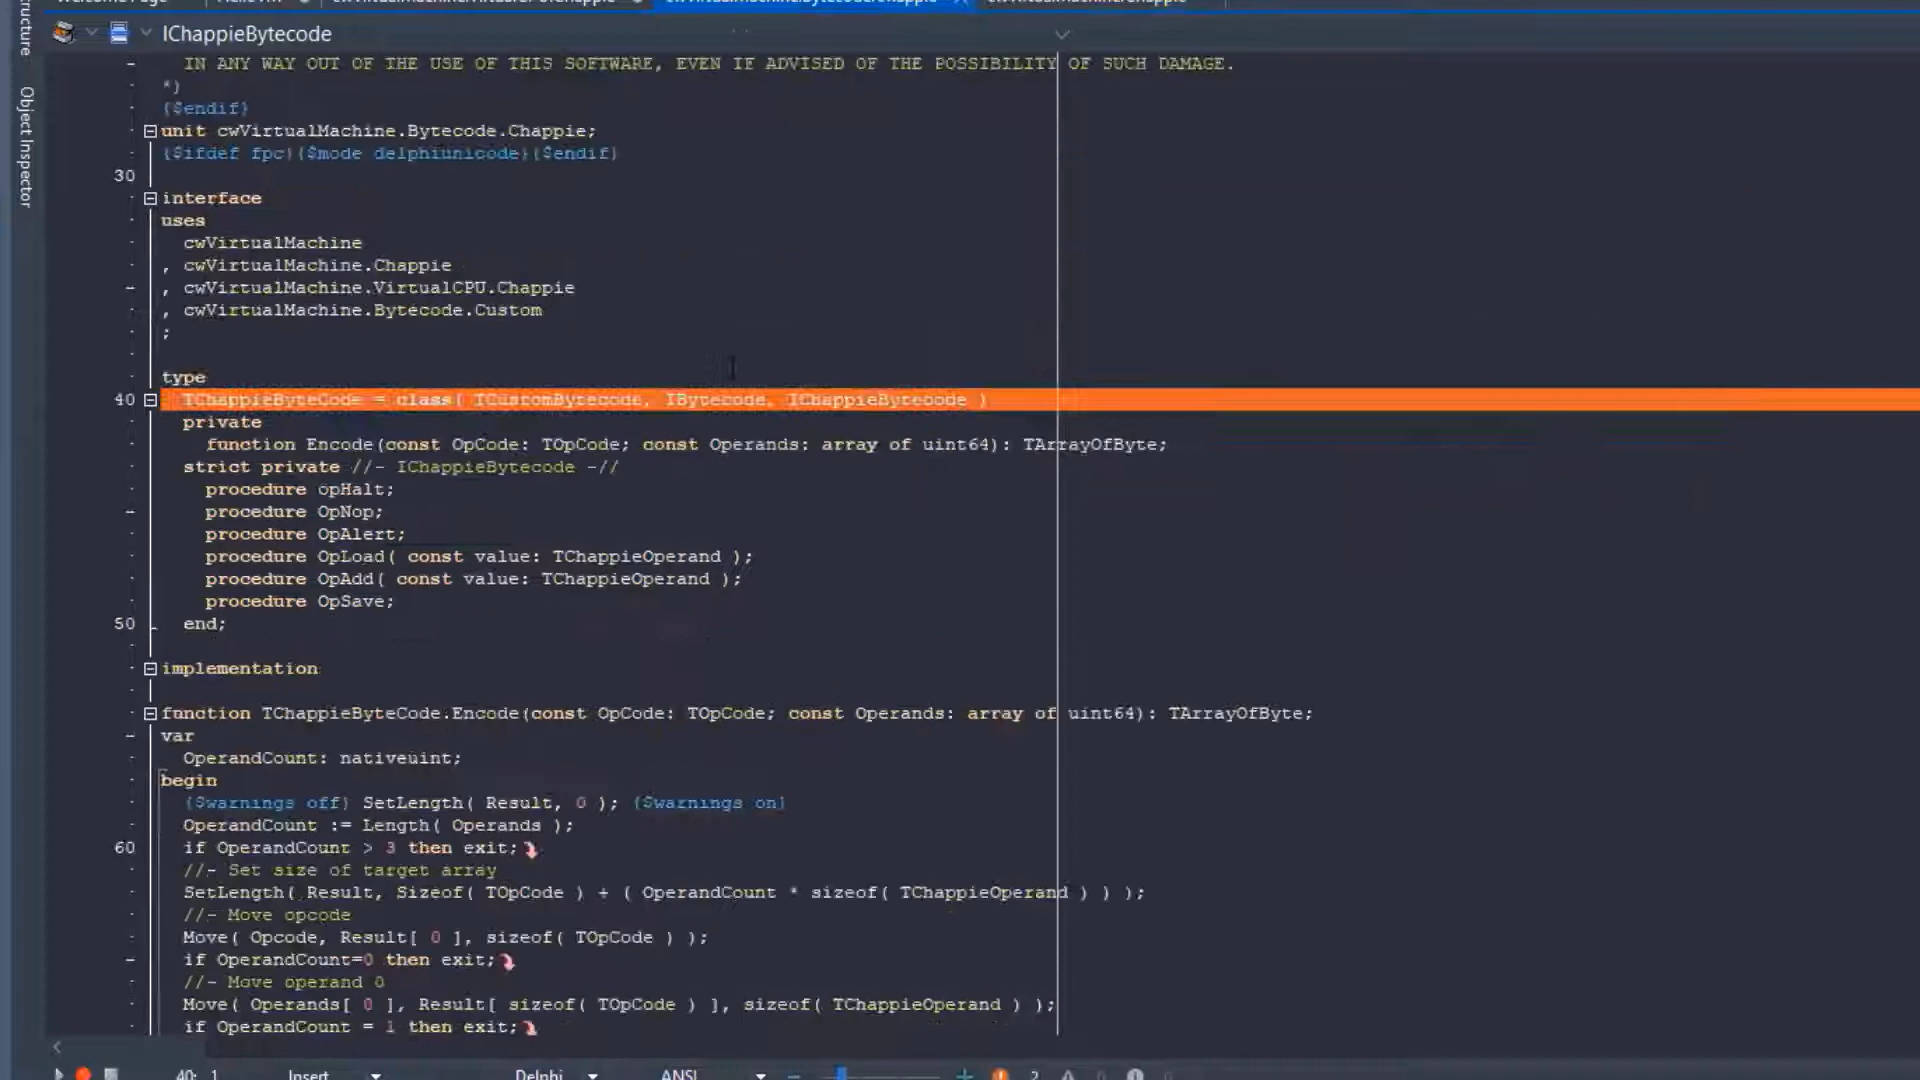 IChappieBytecode
IN ANY WAY OUT OF THE USE OF THIS SOFTWARE, EVEN IF ADVISED OF THE POSSIBILITY OF SUCH DAMAGE.
*)
{$endif}
unit cwVirtualMachine.Bytecode.Chappie;
{$ifdef fpc}{$mode delphiunicode}{$endif}
30
interface
uses
cwVirtualMachine
, cwVirtualMachine.Chappie
, cwVirtualMachine.VirtualCPU.Chappie
, cwVirtualMachine.Bytecode.Custom
;
type
40 TChappieByteCode = class( TCustomBytecode, IBytecode, IChappieBytecode )
private
function Encode(const OpCode: TOpCode; const Operands: array of uint64): TArrayOfByte;
strict private //- IChappieBytecode -//
procedure opHalt;
procedure OpNop;
procedure OpAlert;
procedure OpLoad( const value: TChappieOperand );
procedure OpAdd( const value: TChappieOperand );
procedure OpSave;
50 end;
implementation
function TChappieByteCode.Encode(const OpCode: TOpCode; const Operands: array of uint64): TArrayOfByte;
var
OperandCount: nativeuint;
begin
{$warnings off} SetLength( Result, 0 ); {$warnings on}
OperandCount := Length( Operands );
60 if OperandCount > 3 then exit;
//- Set size of target array
SetLength( Result, Sizeof( TOpCode ) + ( OperandCount * sizeof( TChappieOperand ) ) );
//- Move opcode
Move( Opcode, Result[ 0 ], sizeof( TOpCode ) );
if OperandCount=0 then exit;
//- Move operand 0
Move( Operands[ 0 ], Result[ sizeof( TOpCode ) ], sizeof( TChappieOperand ) );
if OperandCount = 1 then exit;
40: 1 Insert Delphi ANSI 2
Structure
Object Inspector